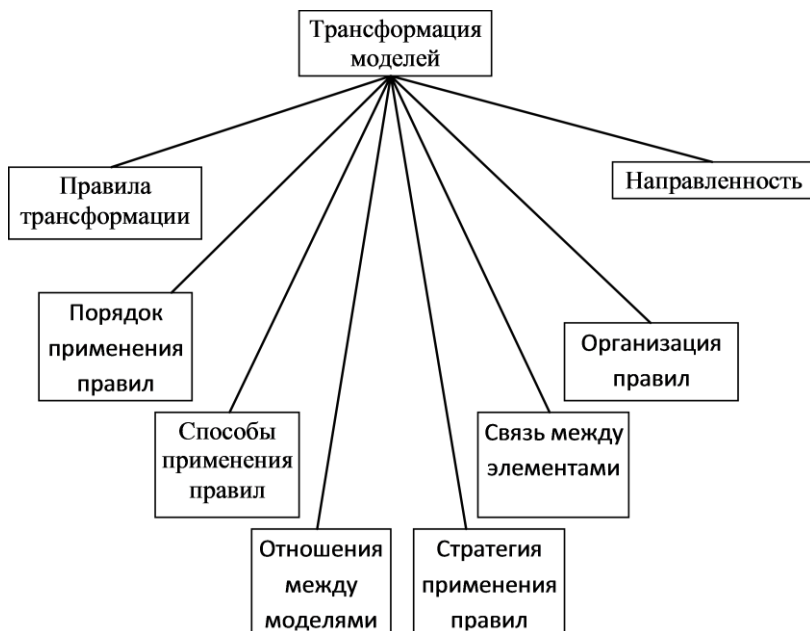 Трансформация
моделей
Правила
трансформации
Направленность
Порядок
применения
правил
Организация
правил
Способы
применения
правил
Связь между
элементами
Отношения
между
моделями
Стратегия
применения
правил